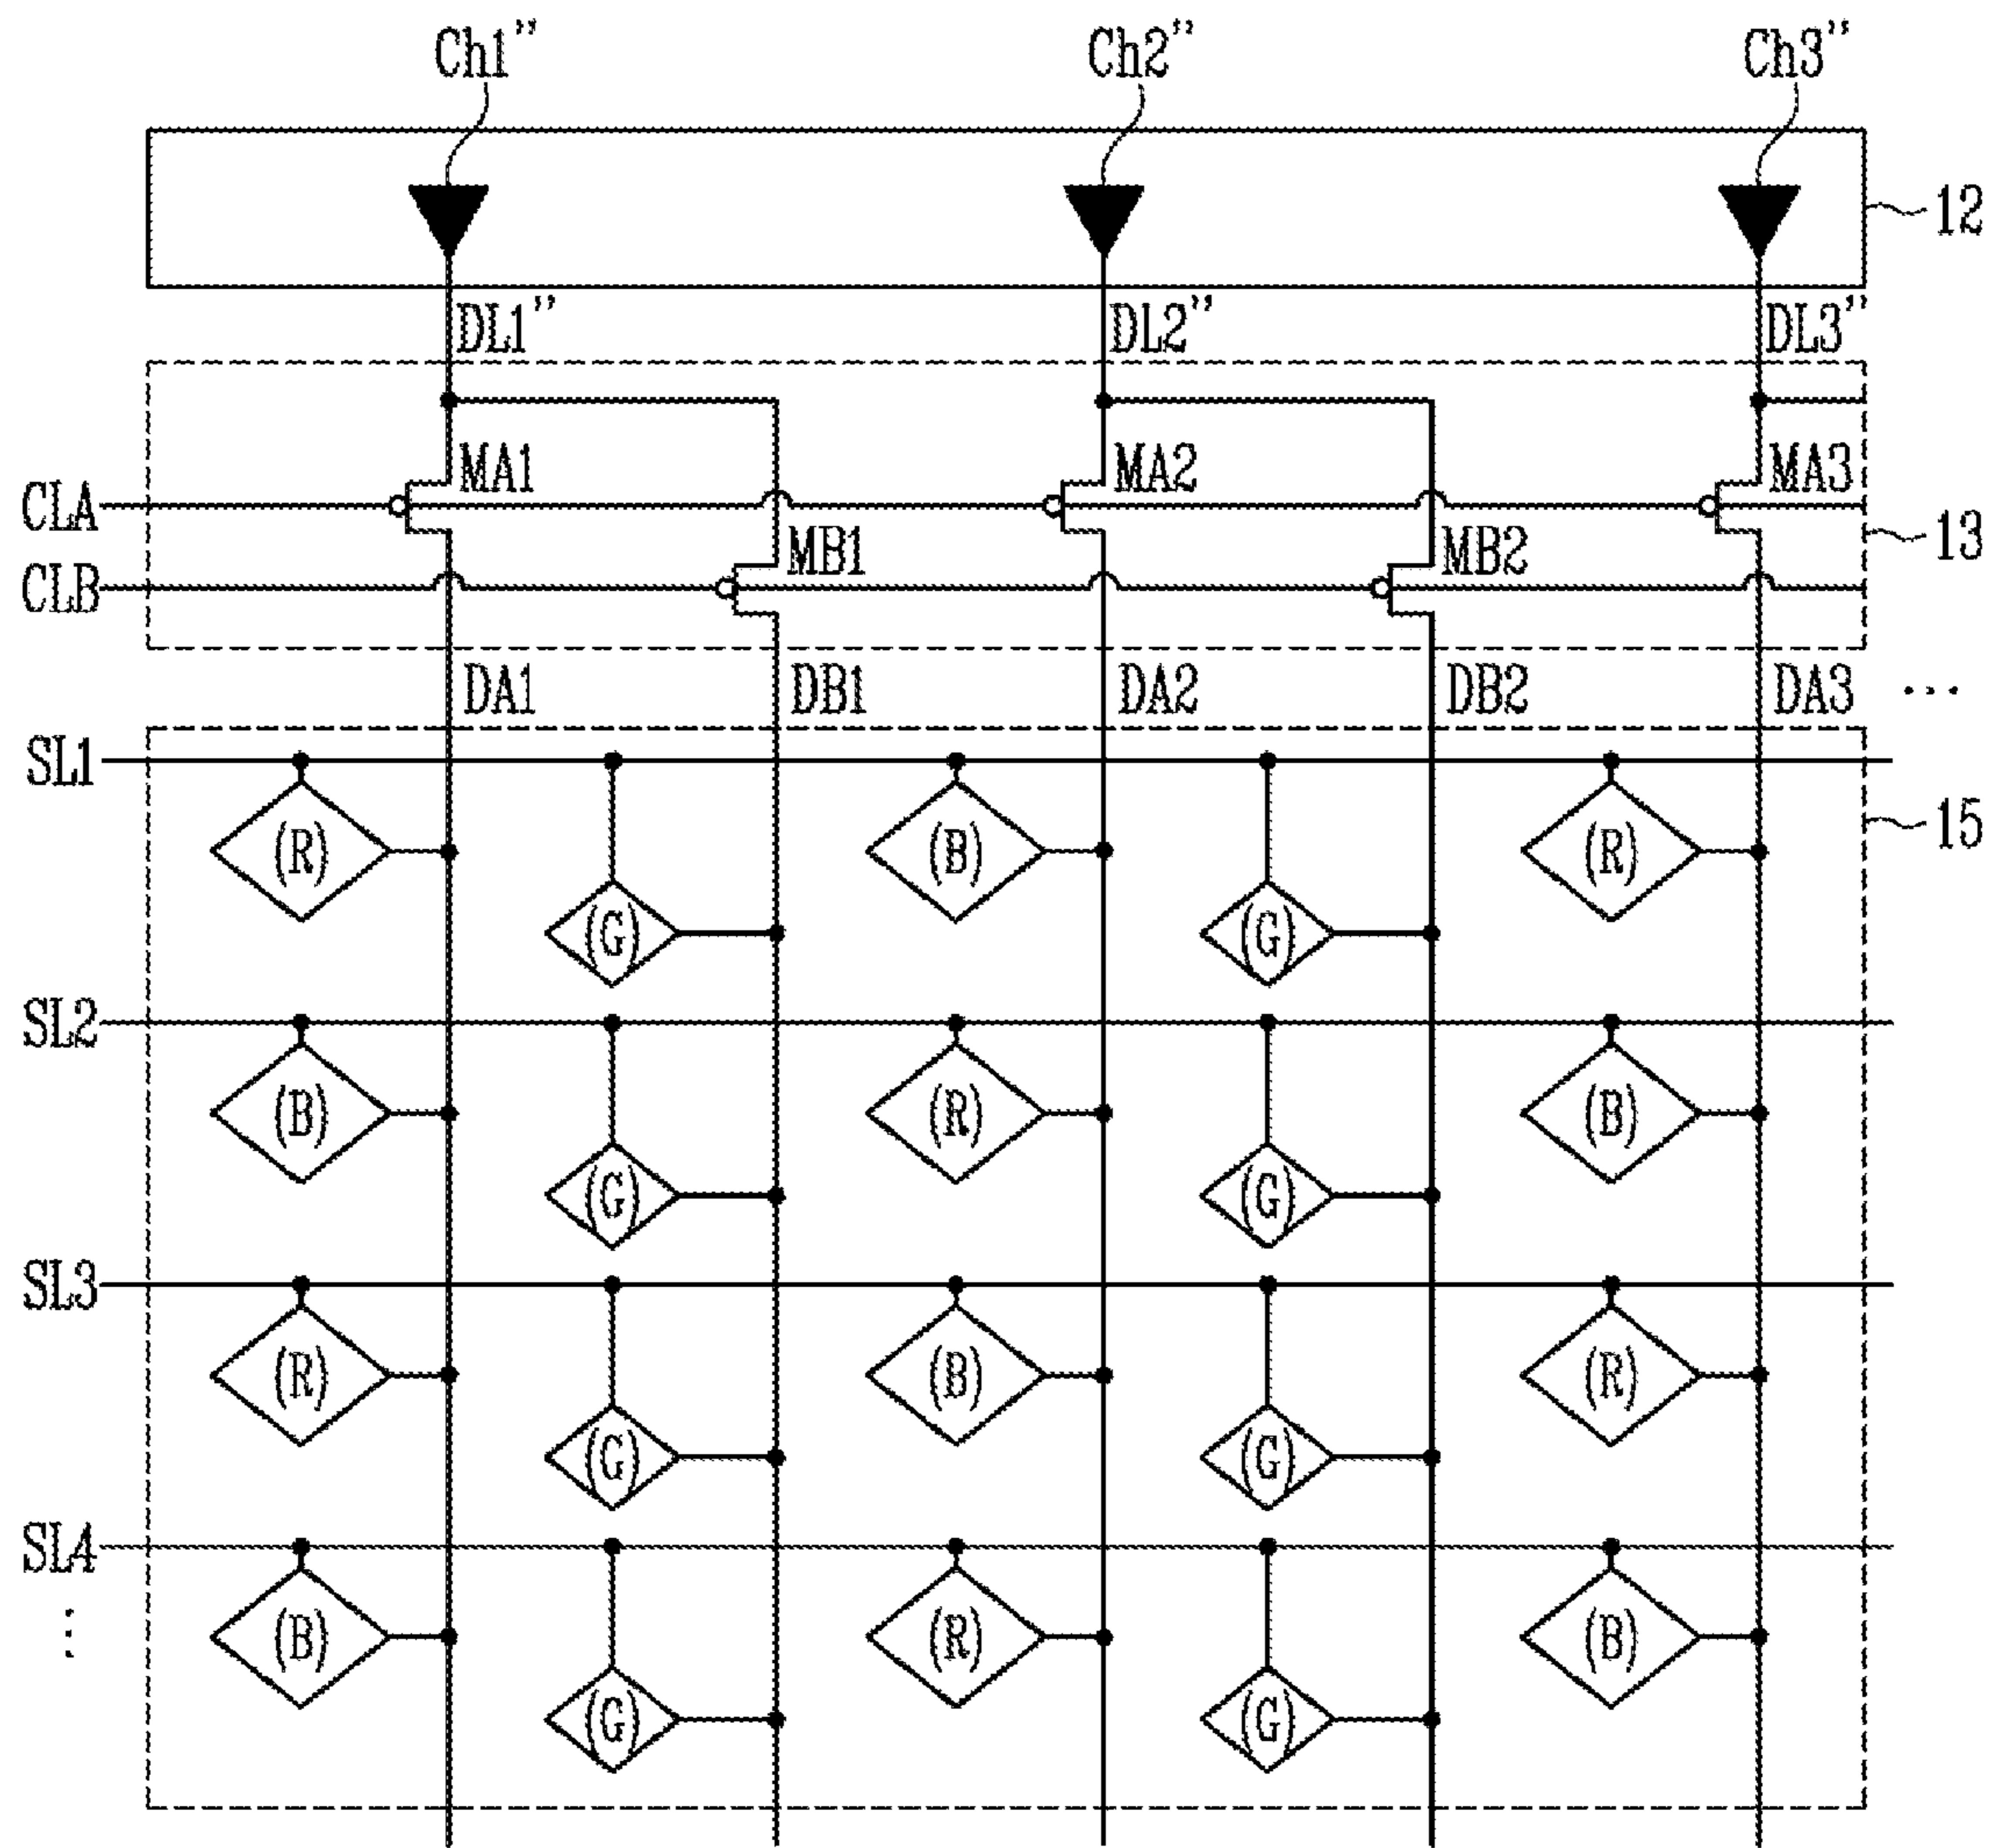 Ch1” Ch2” Ch3”
12
DL1” DL2” DL3”
MA1 MA2 MA3
CLA
13
MB1 MB2
CLB
DA1 DB1 DA2 DB2 DA3 ...
SL1
15
(R) (B) (R)
(G) (G)
SL2
(B) (R) (B)
(G) (G)
SL3
(R) (B) (R)
(G) (G)
SL4
(B) (R) (B)
⋮
(G) (G)